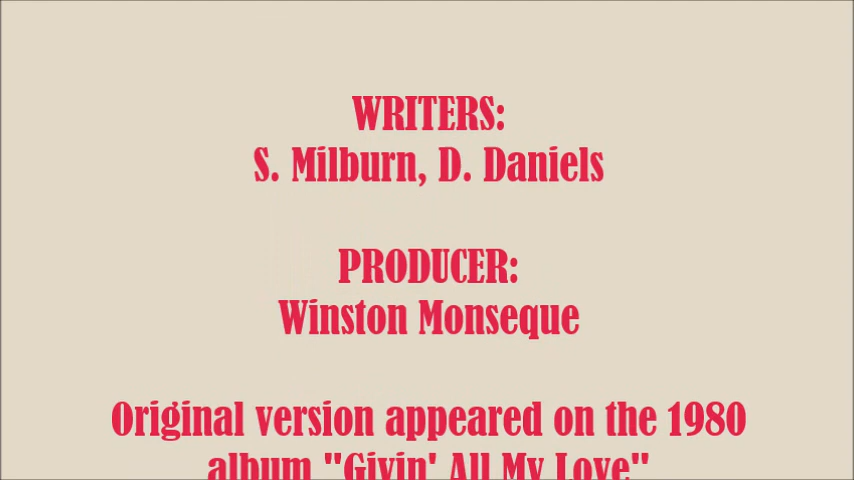 WRITERS:
S. Milburn, D. Daniels
PRODUCER:
Winston Monseque
Original version appeared on the 1980
album "Givin' All My Love"